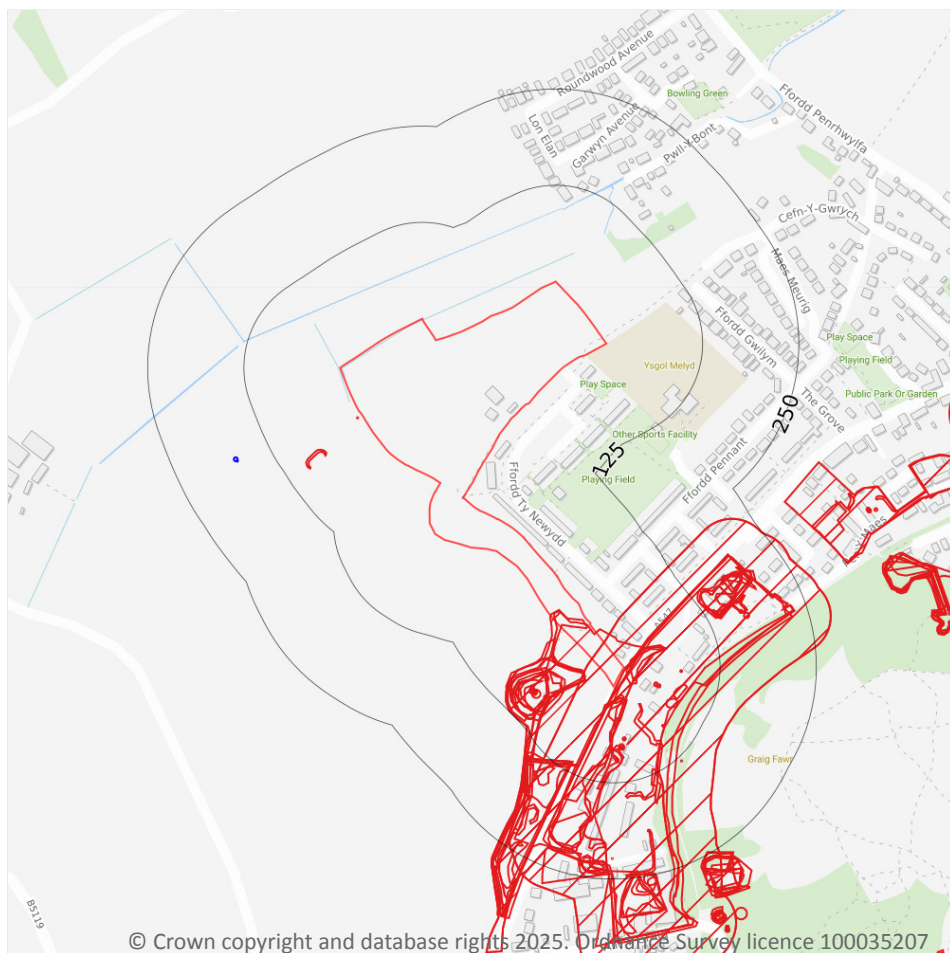 Roundwood Avenue
Bowling Green
Ffordd Penrhwylfa
Lon Elan
Garwyn Avenue
Pwll-Y-Bont
Cefn-Y-Gwrych
Maes Meurig
Ffordd Gwilym
Play Space
Playing Field
Ysgol Melyd
Play Space
The Grove
Public Park Or Garden
250
Other Sports Facility
125
Playing Field
Ffordd Pennant
Ffordd Ty Newydd
-Y-Maes
A547
Graig Fawr
B5119
© Crown copyright and database rights 2025. Ordnance Survey licence 100035207